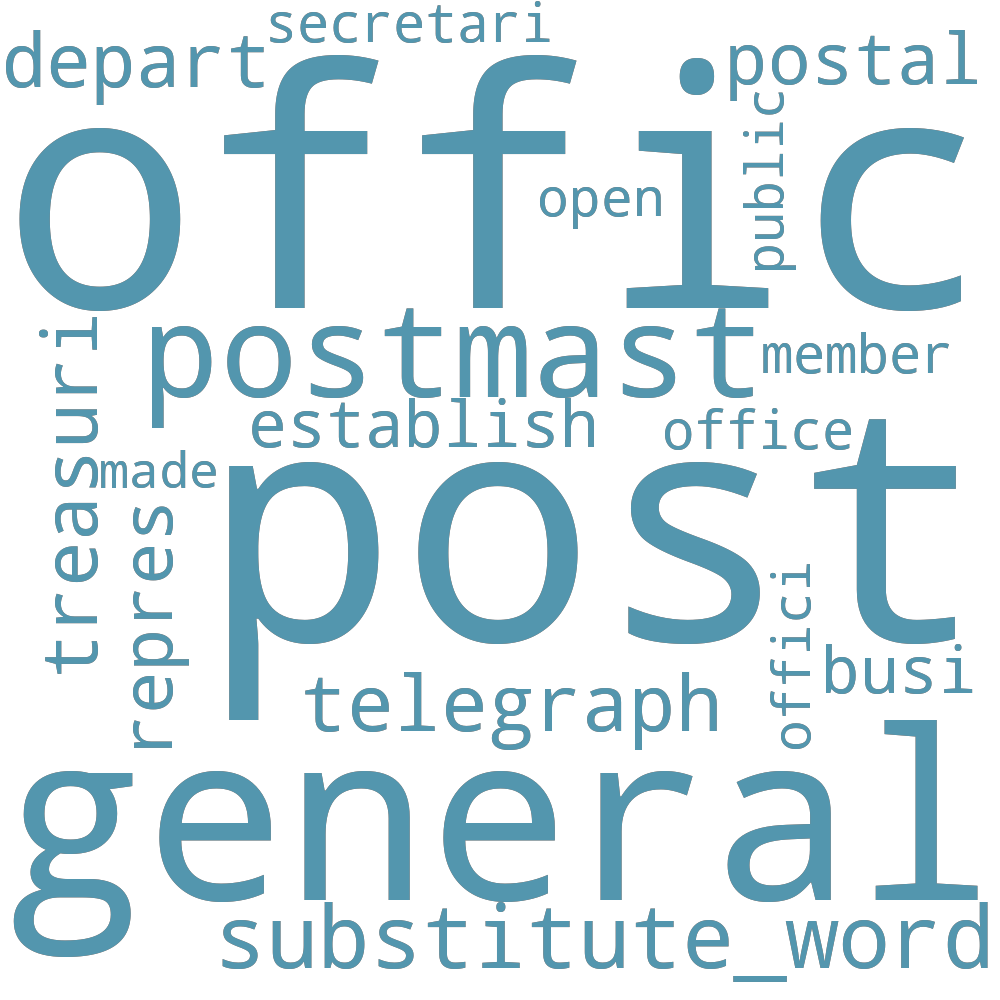 secretari
depart
postal
offic
public
open
postmast
member
treasuri
establish
office
made
post
repres
offici
busi
telegraph
general
substitute_word